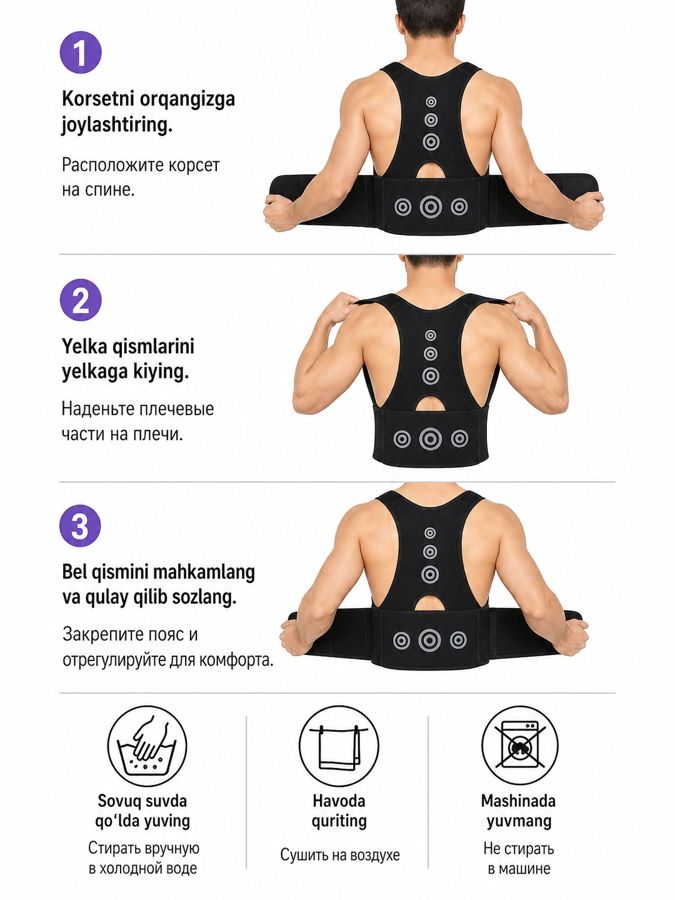 1
Korsetni orqangizga
joylashtiring.
Расположите корсет
на спине.
2
Yelka qismlarini
yelkaga kiying.
Наденьте плечевые
части на плечи.
3
Bel qismini mahkamlang
va qulay qilib sozlang.
Закрепите пояс и
отрегулируйте для комфорта.
Sovuq suvda
qo‘lda yuving
Стирать вручную
в холодной воде
Havoda
quriting
Сушить на воздухе
Mashinada
yuvmang
Не стирать
в машине